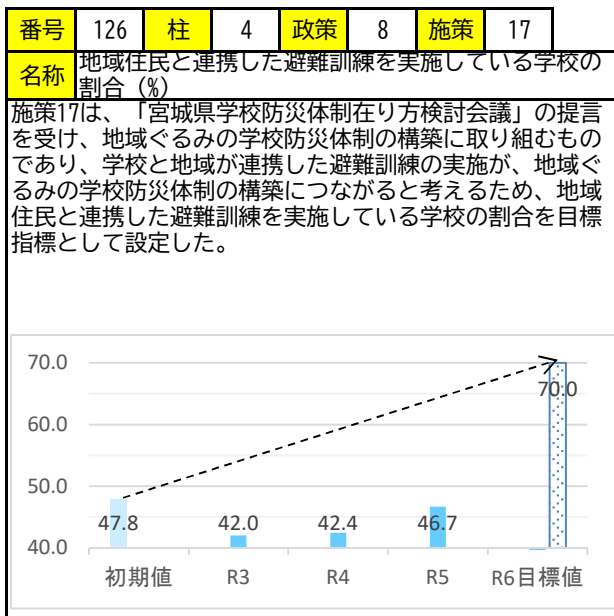 番号 126 柱 4 政策 8 施策 17
名称 地域住民と連携した避難訓練を実施している学校の
割合（%）
施策17は、「宮城県学校防災体制在り方検討会議」の提言
を受け、地域ぐるみの学校防災体制の構築に取り組むもの
であり、学校と地域が連携した避難訓練の実施が、地域ぐ
るみの学校防災体制の構築につながると考えるため、地域
住民と連携した避難訓練を実施している学校の割合を目標
指標として設定した。
70.0
70.0
60.0
50.0
47.8 42.0 42.4 46.7
40.0
初期値 R3 R4 R5 R6目標値